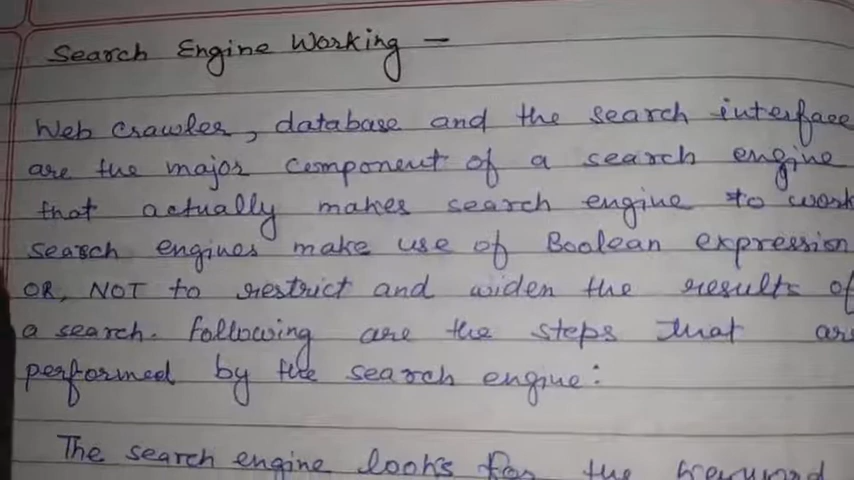 Search Engine Working –
Web crawler, database and the search interface
are the major component of a search engine
that actually makes search engine to work
search engines make use of Boolean expression
OR, NOT to restrict and widen the results of
a search. Following are the steps that are
performed by the search engine:
The search engine looks for the keyword